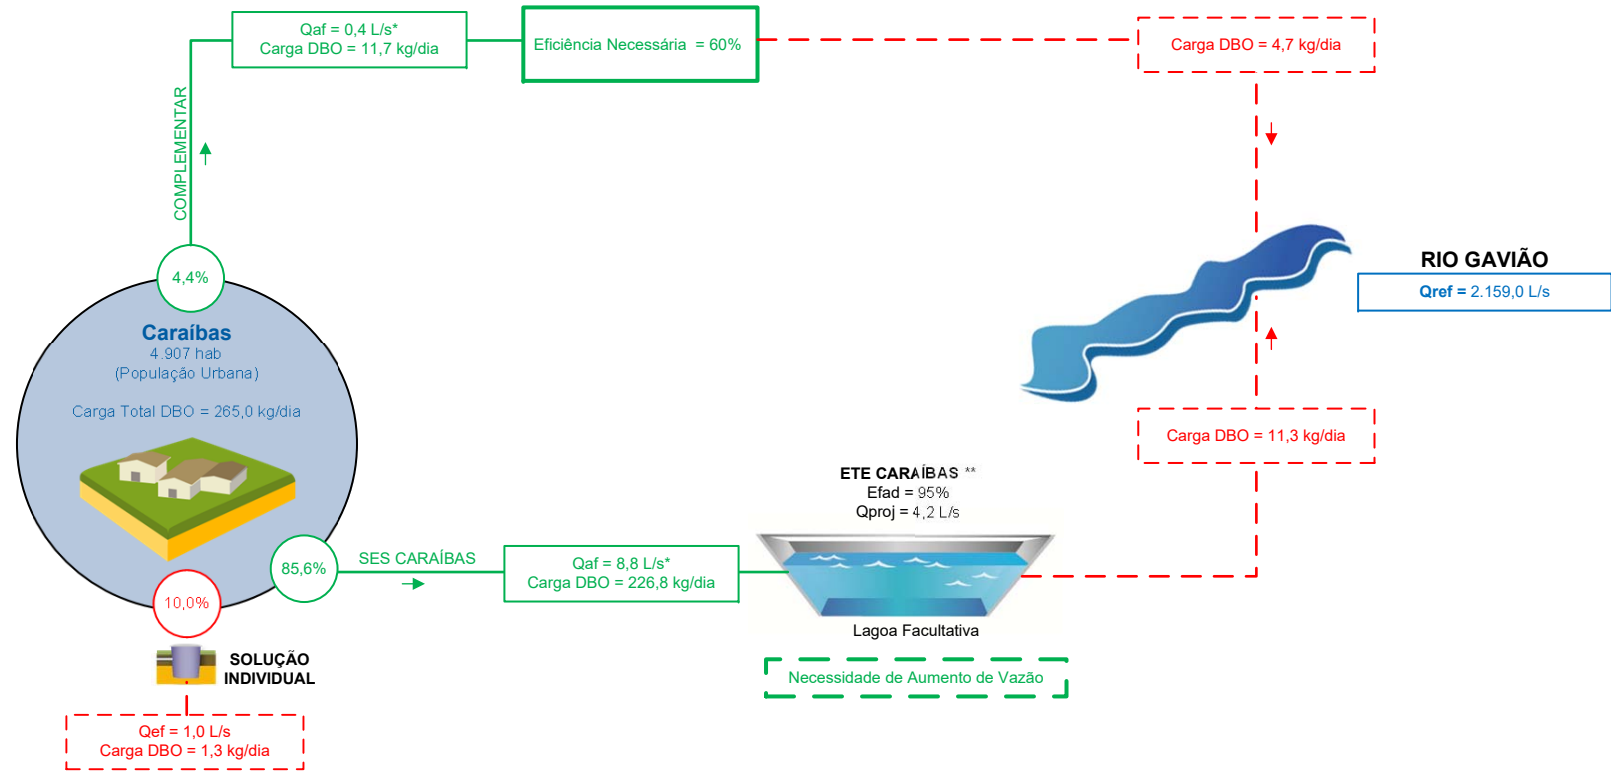 Qaf = 0,4 L/s*
Carga DBO = 11,7 kg/dia
Eficiência Necessária = 60%
Carga DBO = 4,7 kg/dia
COMPLEMENTAR
4,4%
RIO GAVIÃO
Qref = 2.159,0 L/s
Caraíbas
4.907 hab
(População Urbana)
Carga Total DBO = 265,0 kg/dia
Carga DBO = 11,3 kg/dia
ETE CARAÍBAS **
Efad = 95%
Qproj = 4,2 L/s
85,6%
SES CARAÍBAS
Qaf = 8,8 L/s*
Carga DBO = 226,8 kg/dia
10,0%
Lagoa Facultativa
SOLUÇÃO
INDIVIDUAL
Necessidade de Aumento de Vazão
Qef = 1,0 L/s
Carga DBO = 1,3 kg/dia